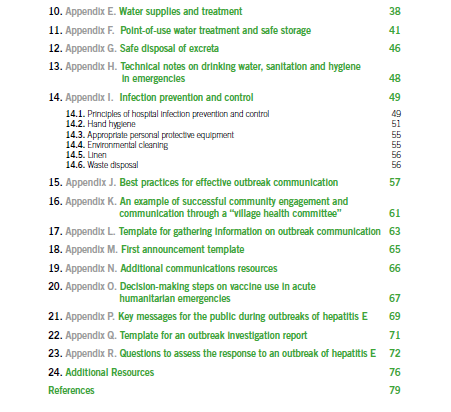 10. Appendix E. Water supplies and treatment 38
11. Appendix F. Point-of-use water treatment and safe storage 41
12. Appendix G. Safe disposal of excreta 46
13. Appendix H. Technical notes on drinking water, sanitation and hygiene
in emergencies 48
14. Appendix I. Infection prevention and control 49
14.1. Principles of hospital infection prevention and control 49
14.2. Hand hygiene 51
14.3. Appropriate personal protective equipment 55
14.4. Environmental cleaning 55
14.5. Linen 56
14.6. Waste disposal 56
15. Appendix J. Best practices for effective outbreak communication 57
16. Appendix K. An example of successful community engagement and
communication through a “village health committee” 61
17. Appendix L. Template for gathering information on outbreak communication 63
18. Appendix M. First announcement template 65
19. Appendix N. Additional communications resources 66
20. Appendix O. Decision-making steps on vaccine use in acute
humanitarian emergencies 67
21. Appendix P. Key messages for the public during outbreaks of hepatitis E 69
22. Appendix Q. Template for an outbreak investigation report 71
23. Appendix R. Questions to assess the response to an outbreak of hepatitis E 72
24. Additional Resources 76
References 79